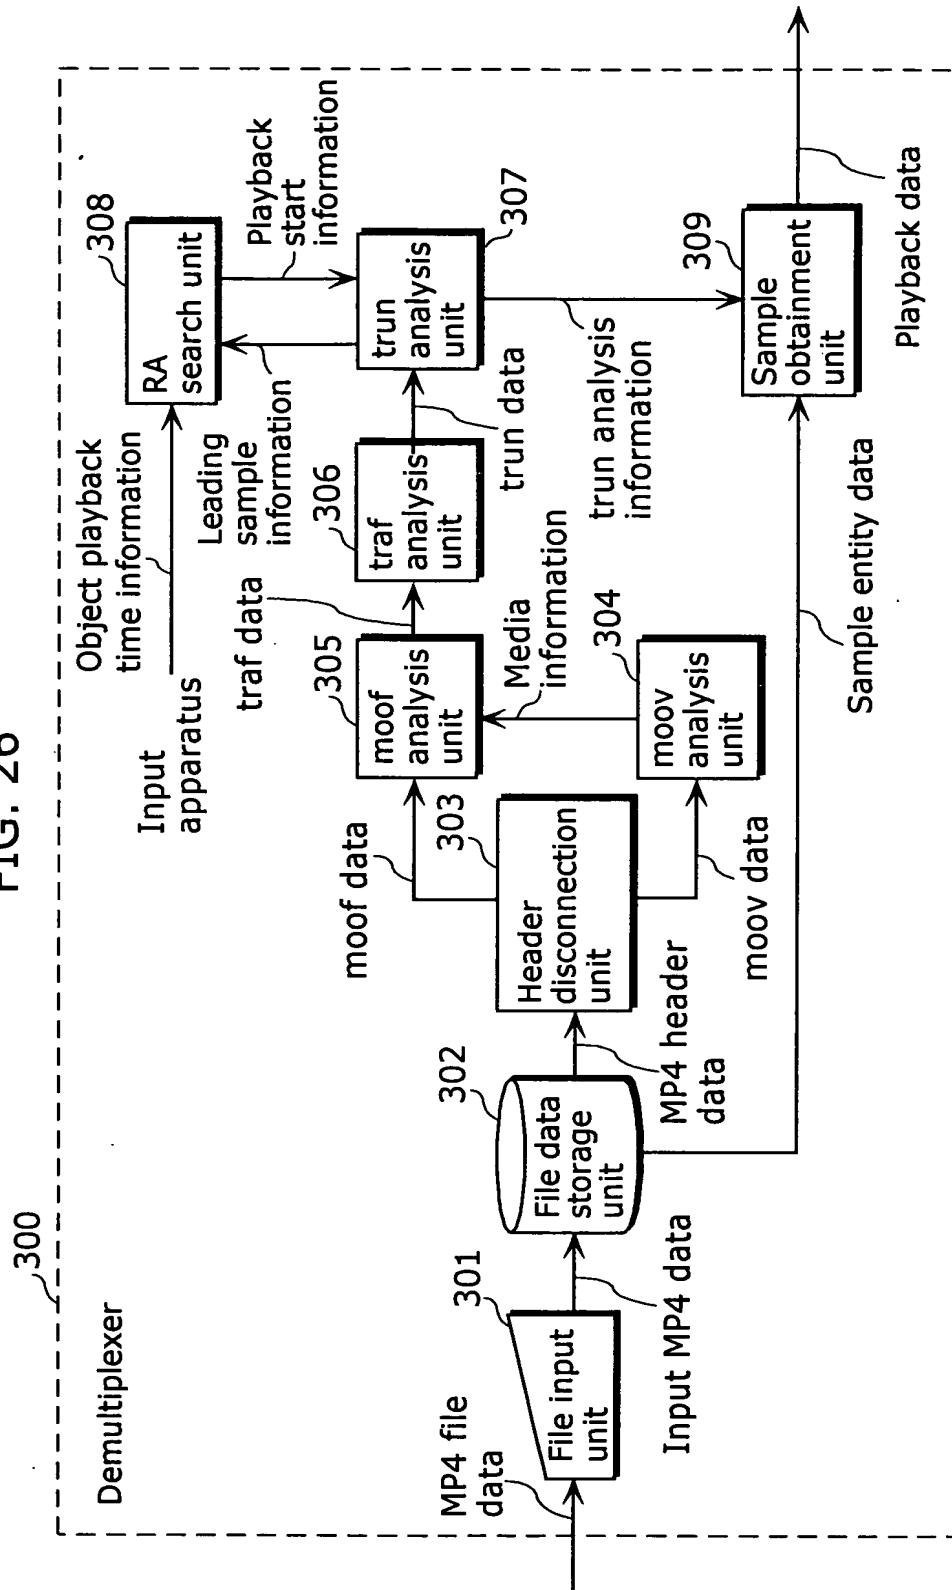 FIG. 26
300
Demultiplexer
MP4 file
data
301
File input
unit
Input MP4 data
302
File data
storage
unit
MP4 header
data
303
Header
disconnection
unit
moof data
moov data
304
moov
analysis
unit
Media
information
305
moof
analysis
unit
traf data
306
traf
analysis
unit
trun data
307
trun
analysis
unit
308
RA
search unit
Input
apparatus
Object playback
time information
Leading
sample
information
Playback
start
information
trun analysis
information
309
Sample
obtainment
unit
Sample entity data
Playback data